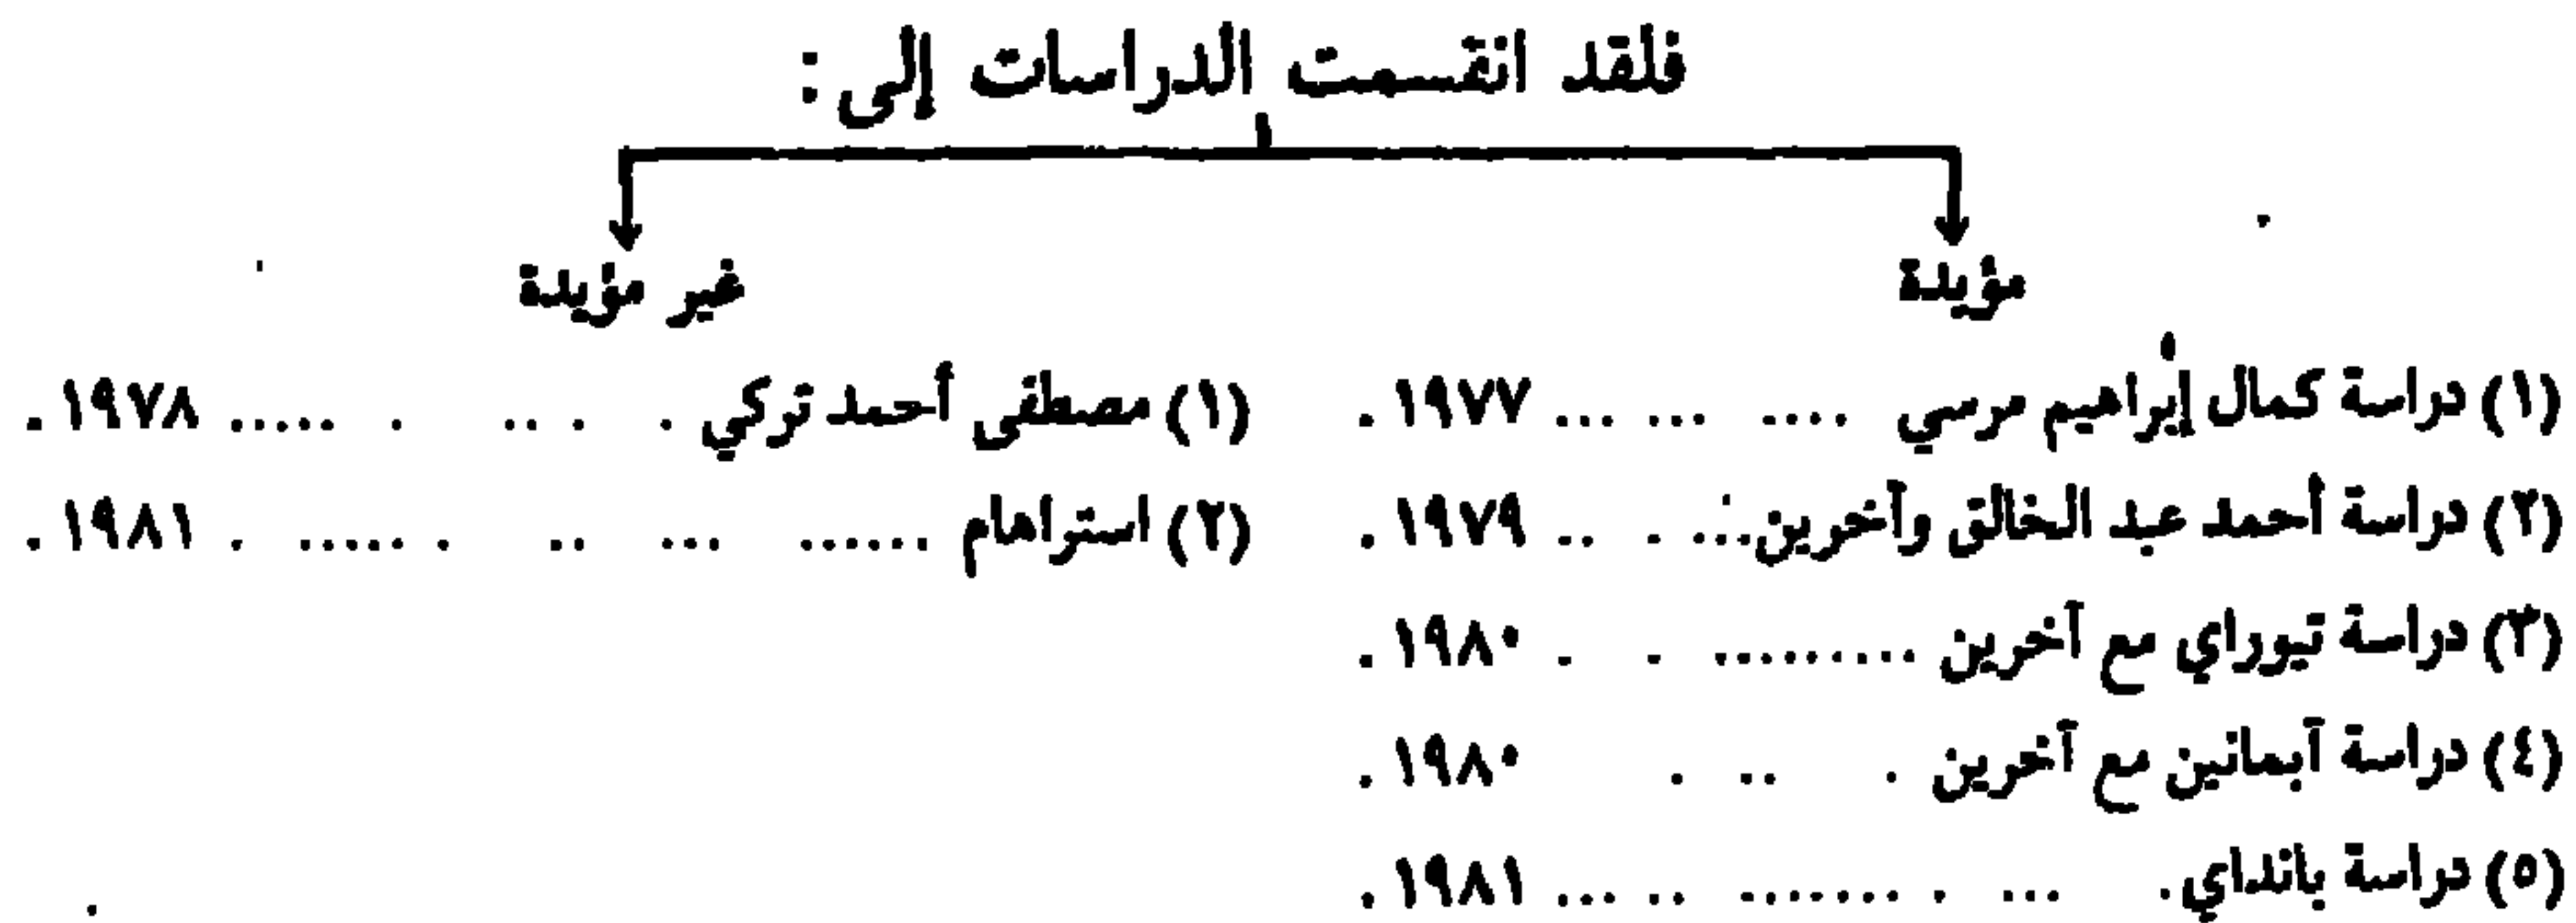 فلقد انقسمت الدراسات إلى :
مؤيدة
غير مؤيدة
(١) دراسة كمال إبراهيم مرسي .... ... ... ١٩٧٧ .
(١) مصطفى أحمد تركي . . .. . ..... ١٩٧٨ .
(٢) دراسة أحمد عبد الخالق وآخرين... . .. ١٩٧٩ .
(٢) استراهام ...... ... .. . ..... . ١٩٨١ .
(٣) دراسة تيوراي مع آخرين ......... . . ١٩٨٠ .
(٤) دراسة آبمانين مع آخرين . .. . ١٩٨٠ .
(٥) دراسة بانداي . ... . ....... .. ... ١٩٨١ .